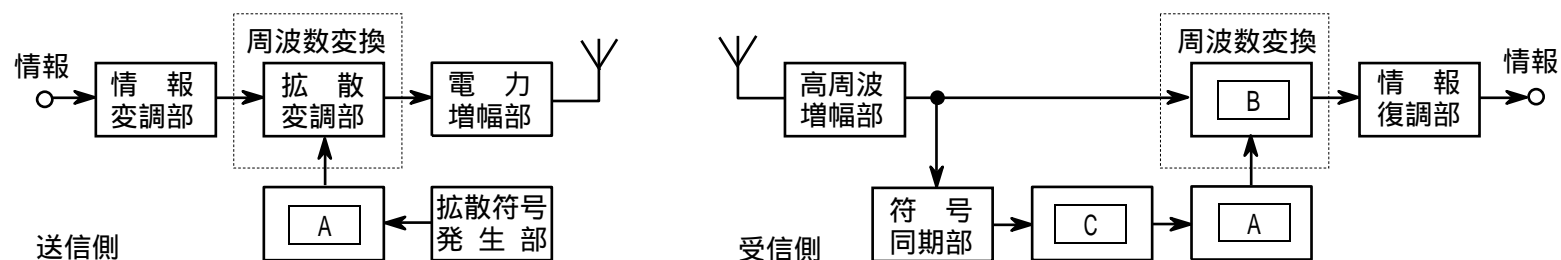 情報
情　報
変調部
周波数変換
拡　散
変調部
電　力
増幅部
A
拡散符号
発 生 部
送信側
高周波
増幅部
周波数変換
B
情　報
復調部
情報
符　号
同期部
C
A
受信側